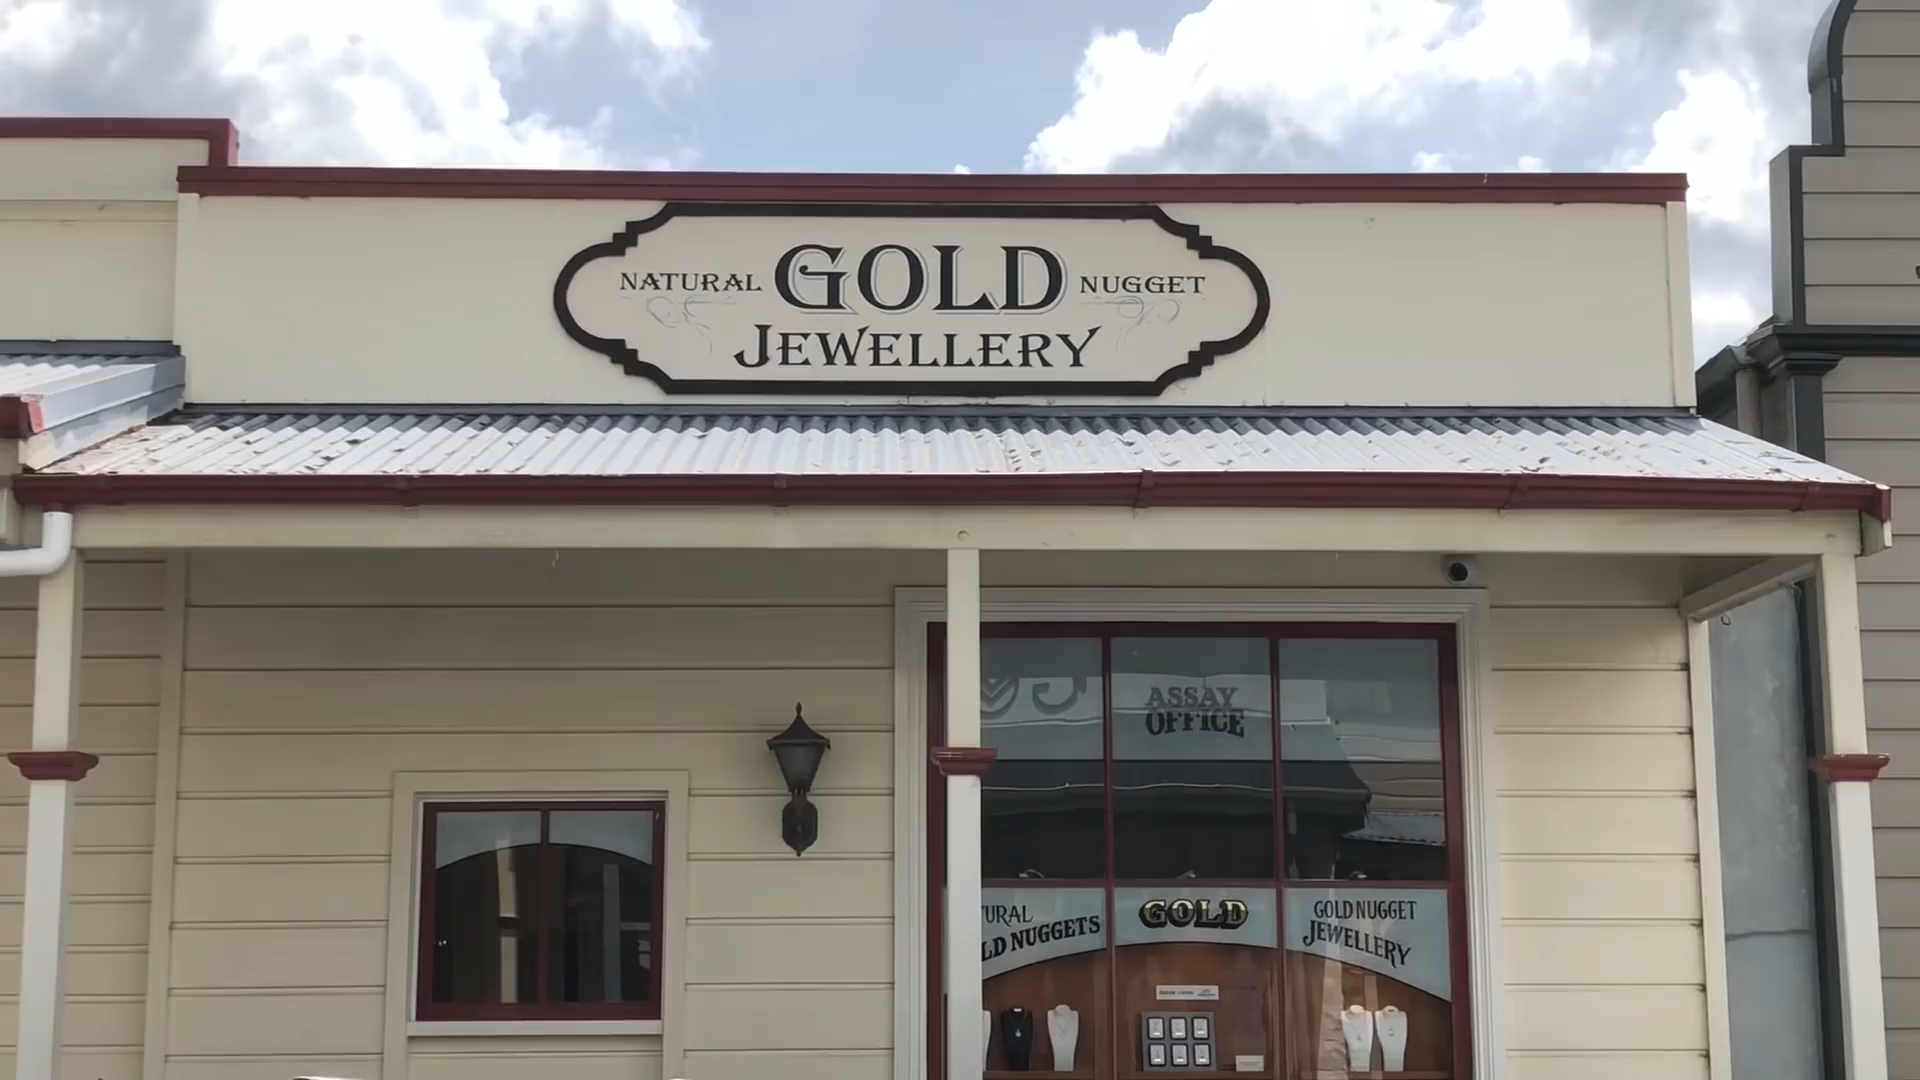 NATURAL GOLD NUGGET
JEWELLERY
ASSAY
OFFICE
TURAL
LD NUGGETS
GOLD
GOLD NUGGET
JEWELLERY